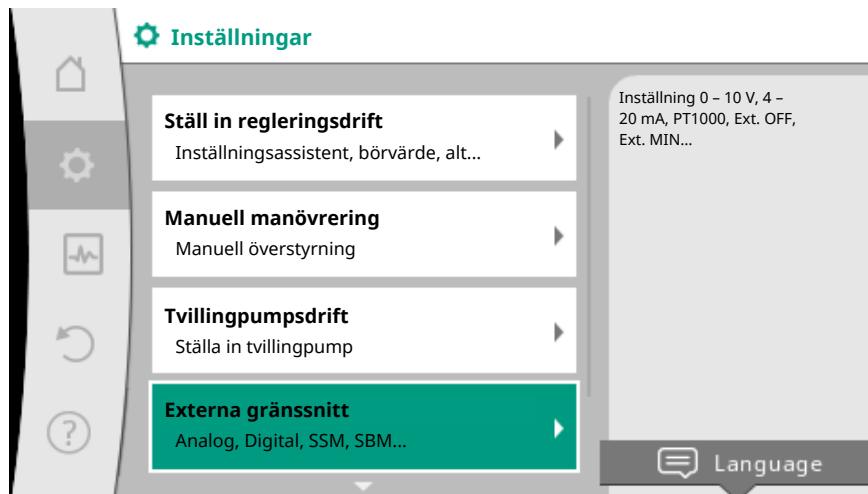 Inställningar
Ställ in regleringsdrift
Inställningsassistent, börvärde, alt...
Manuell manövrering
Manuell överstyrning
Tvillingpumpsdrift
Ställa in tvillingpump
Externa gränssnitt
Analog, Digital, SSM, SBM...
Inställning 0 – 10 V, 4 –
20 mA, PT1000, Ext. OFF,
Ext. MIN...
?
Language